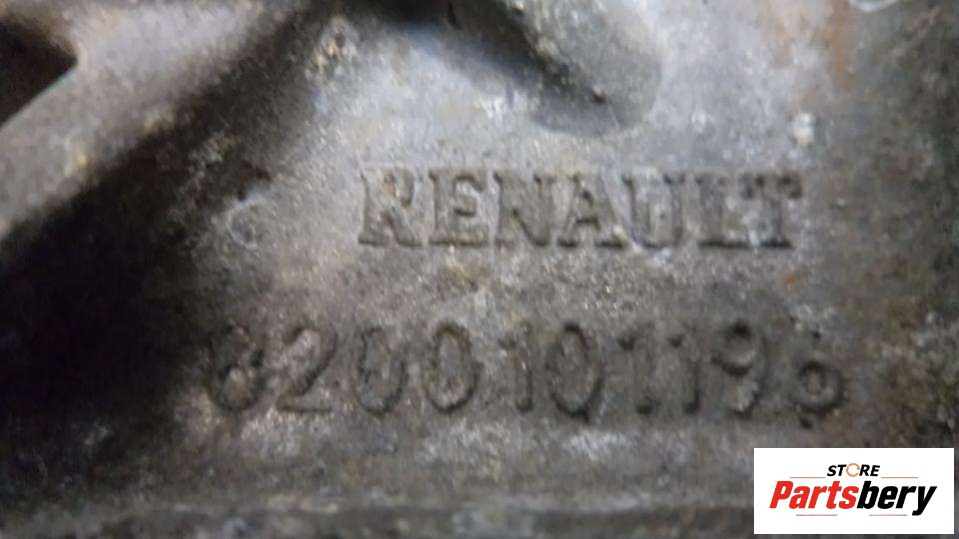 RENAULT
8200101196
STORE
Partsbery